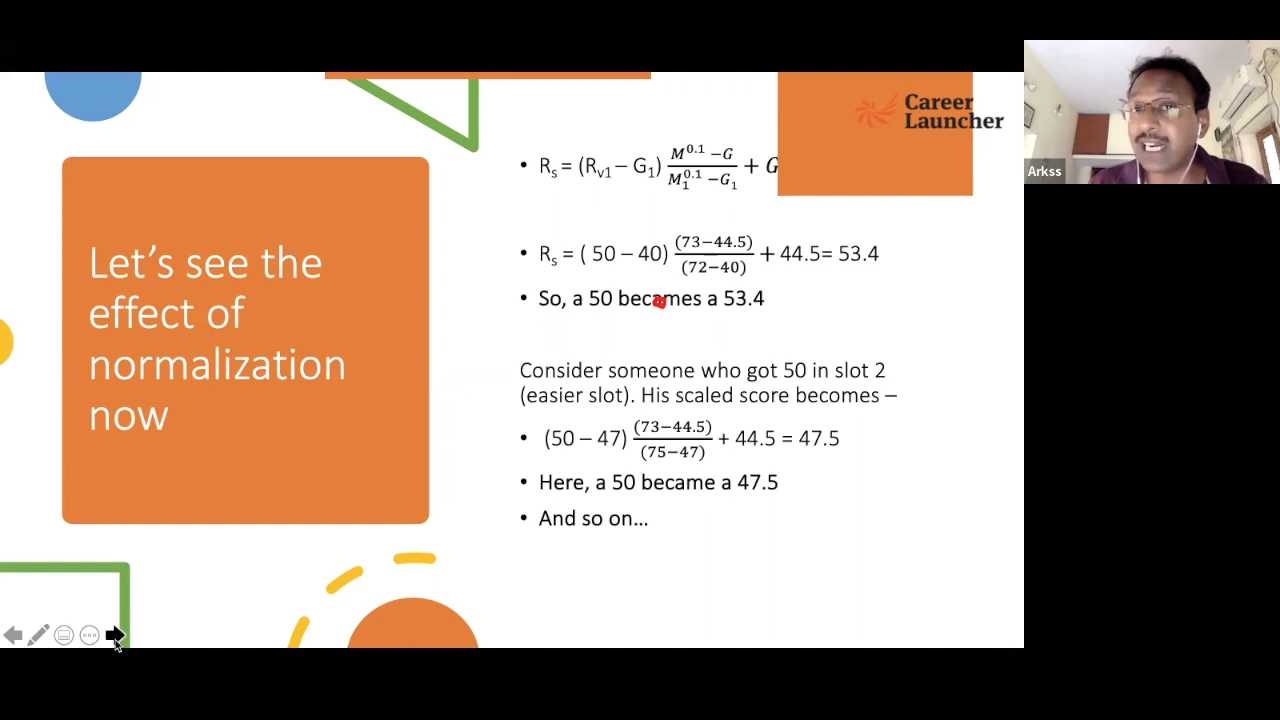 Career
Launcher
Arkss
Let's see the
effect of
normalization
now
• Rs = (Rv1 – G1) (M^0.1 – G)/(M1^0.1 – G1) + G
• Rs = ( 50 – 40) (73–44.5)/(72–40) + 44.5= 53.4
• So, a 50 becomes a 53.4
Consider someone who got 50 in slot 2
(easier slot). His scaled score becomes –
• (50 – 47) (73–44.5)/(75–47) + 44.5 = 47.5
• Here, a 50 became a 47.5
• And so on...